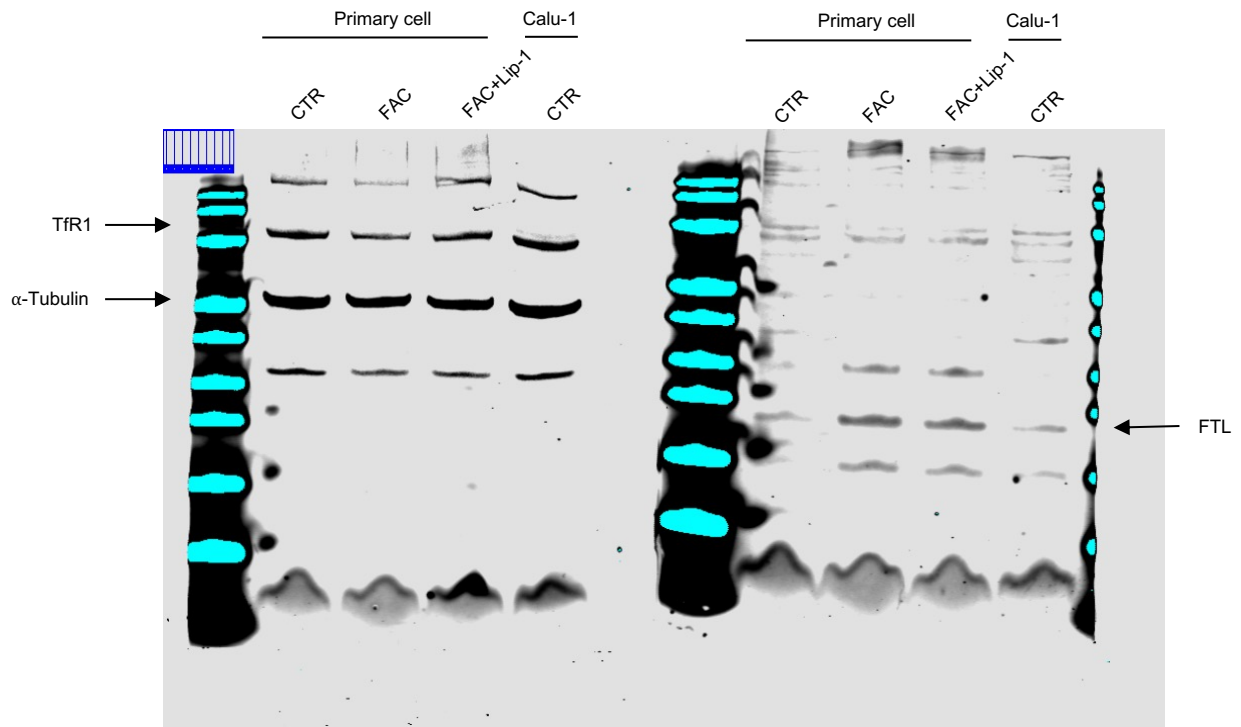 Primary cell Calu-1 Primary cell Calu-1
CTR FAC FAC+Lip-1 CTR CTR FAC FAC+Lip-1 CTR
TfR1
α-Tubulin
FTL